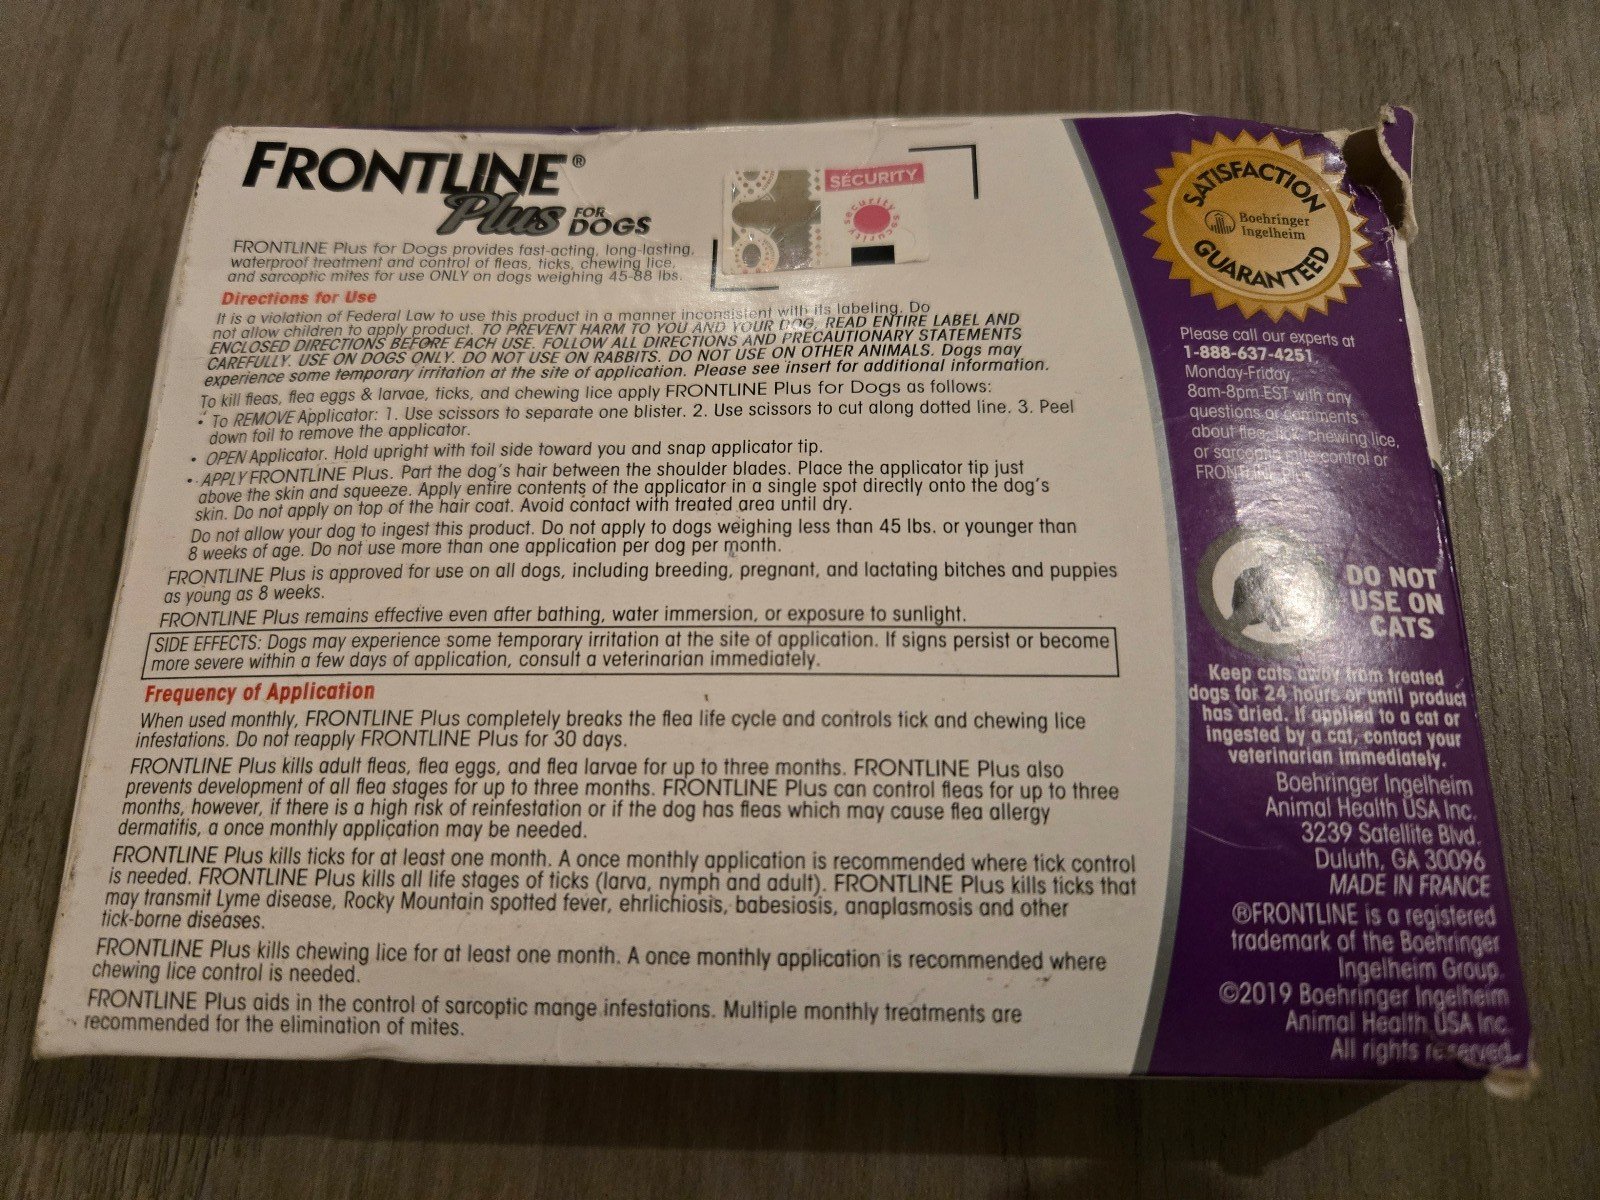 FRONTLINE®
Plus FOR DOGS
SÉCURITY
security security
FRONTLINE Plus for Dogs provides fast-acting, long-lasting,
waterproof treatment and control of fleas, ticks, chewing lice,
and sarcoptic mites for use ONLY on dogs weighing 45-88 lbs.
Directions for Use
It is a violation of Federal Law to use this product in a manner inconsistent with its labeling. Do
not allow children to apply product. TO PREVENT HARM TO YOU AND YOUR DOG, READ ENTIRE LABEL AND
ENCLOSED DIRECTIONS BEFORE EACH USE. FOLLOW ALL DIRECTIONS AND PRECAUTIONARY STATEMENTS
CAREFULLY. USE ON DOGS ONLY. DO NOT USE ON RABBITS. DO NOT USE ON OTHER ANIMALS. Dogs may
experience some temporary irritation at the site of application. Please see insert for additional information.
To kill fleas, flea eggs & larvae, ticks, and chewing lice apply FRONTLINE Plus for Dogs as follows:
• To REMOVE Applicator: 1. Use scissors to separate one blister. 2. Use scissors to cut along dotted line. 3. Peel
down foil to remove the applicator.
• OPEN Applicator. Hold upright with foil side toward you and snap applicator tip.
• APPLY FRONTLINE Plus. Part the dog's hair between the shoulder blades. Place the applicator tip just
above the skin and squeeze. Apply entire contents of the applicator in a single spot directly onto the dog's
skin. Do not apply on top of the hair coat. Avoid contact with treated area until dry.
Do not allow your dog to ingest this product. Do not apply to dogs weighing less than 45 lbs. or younger than
8 weeks of age. Do not use more than one application per dog per month.
FRONTLINE Plus is approved for use on all dogs, including breeding, pregnant, and lactating bitches and puppies
as young as 8 weeks.
FRONTLINE Plus remains effective even after bathing, water immersion, or exposure to sunlight.
SIDE EFFECTS: Dogs may experience some temporary irritation at the site of application. If signs persist or become
more severe within a few days of application, consult a veterinarian immediately.
Frequency of Application
When used monthly, FRONTLINE Plus completely breaks the flea life cycle and controls tick and chewing lice
infestations. Do not reapply FRONTLINE Plus for 30 days.
FRONTLINE Plus kills adult fleas, flea eggs, and flea larvae for up to three months. FRONTLINE Plus also
prevents development of all flea stages for up to three months. FRONTLINE Plus can control fleas for up to three
months, however, if there is a high risk of reinfestation or if the dog has fleas which may cause flea allergy
dermatitis, a once monthly application may be needed.
FRONTLINE Plus kills ticks for at least one month. A once monthly application is recommended where tick control
is needed. FRONTLINE Plus kills all life stages of ticks (larva, nymph and adult). FRONTLINE Plus kills ticks that
may transmit Lyme disease, Rocky Mountain spotted fever, ehrlichiosis, babesiosis, anaplasmosis and other
tick-borne diseases.
FRONTLINE Plus kills chewing lice for at least one month. A once monthly application is recommended where
chewing lice control is needed.
FRONTLINE Plus aids in the control of sarcoptic mange infestations. Multiple monthly treatments are
recommended for the elimination of mites.
SATISFACTION
Boehringer
Ingelheim
GUARANTEED
Please call our experts at
1-888-637-4251,
Monday-Friday,
8am-8pm EST with any
questions or comments
about flea, tick, chewing lice,
or sarcoptic mite control or
FRONTLINE Plus
DO NOT
USE ON
CATS
Keep cats away from treated
dogs for 24 hours or until product
has dried. If applied to a cat or
ingested by a cat, contact your
veterinarian immediately.
Boehringer Ingelheim
Animal Health USA Inc.
3239 Satellite Blvd.
Duluth, GA 30096
MADE IN FRANCE
®FRONTLINE is a registered
trademark of the Boehringer
Ingelheim Group.
©2019 Boehringer Ingelheim
Animal Health USA Inc.
All rights reserved.